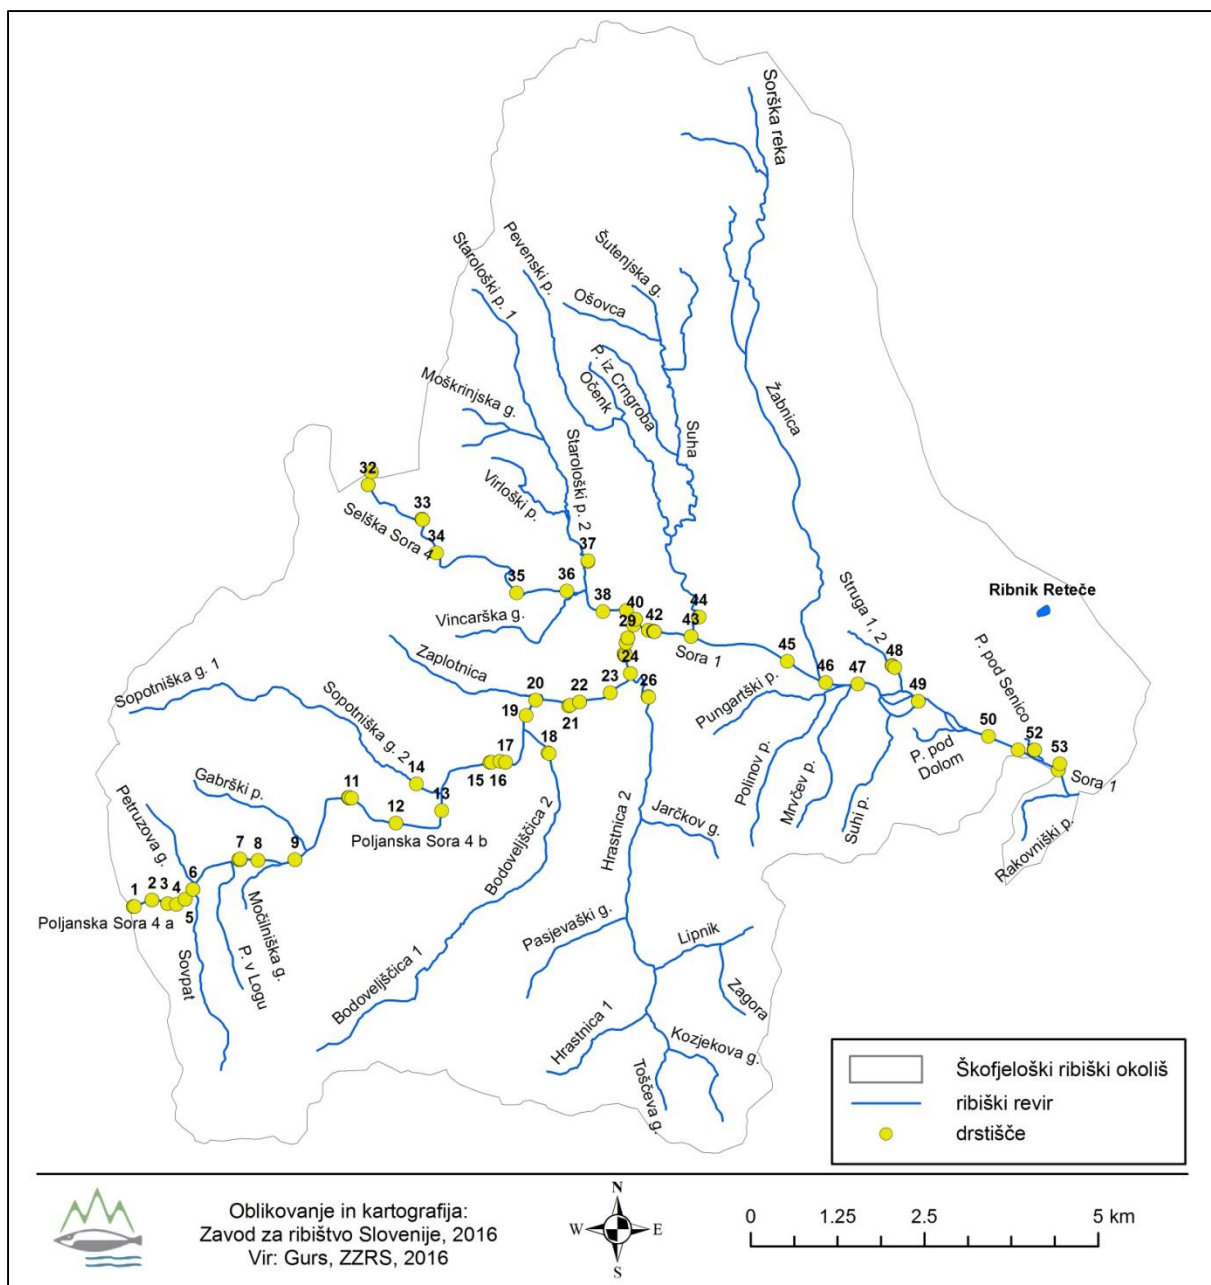 Sorška reka
Starološki p. 1
Pevenski p.
Šutenjska g.
Ošovca
P. iz Crngroba
Očenk
Moškrinjska g.
Suha
Žabnica
Starološki p. 2
Virloški p.
32
33
Selška Sora 4
34
37
35
36
38
40
42
29
44
43
Vincarška g.
Sora 1
24
Struga 1, 2
Ribnik Reteče
45
46
47
48
49
P. pod Senico
Zaplotnica
20
22
23
26
19
21
Pungartški p.
50
52
53
Sora 1
P. pod
Dolom
Sopotniška g. 1
Sopotniška g. 2
18
17
15
16
14
13
Polinov p.
Mrvčev p.
Suhi p.
Rakovniški p.
Gabrški p.
11
12
Poljanska Sora 4 b
Petruzova g.
7
8
9
6
1
2
3
4
5
Poljanska Sora 4 a
Močilniška g.
P. v Logu
Sovpat
Bodoveljščica 2
Bodoveljščica 1
Hrastnica 2
Jarčkov g.
Pasjevaški g.
Lipnik
Zagora
Hrastnica 1
Kozjekova g.
Toščeva g.
Škofjeloški ribiški okoliš
ribiški revir
drstišče
Oblikovanje in kartografija:
Zavod za ribištvo Slovenije, 2016
Vir: Gurs, ZZRS, 2016
N
W
E
S
0 1.25 2.5 5 km